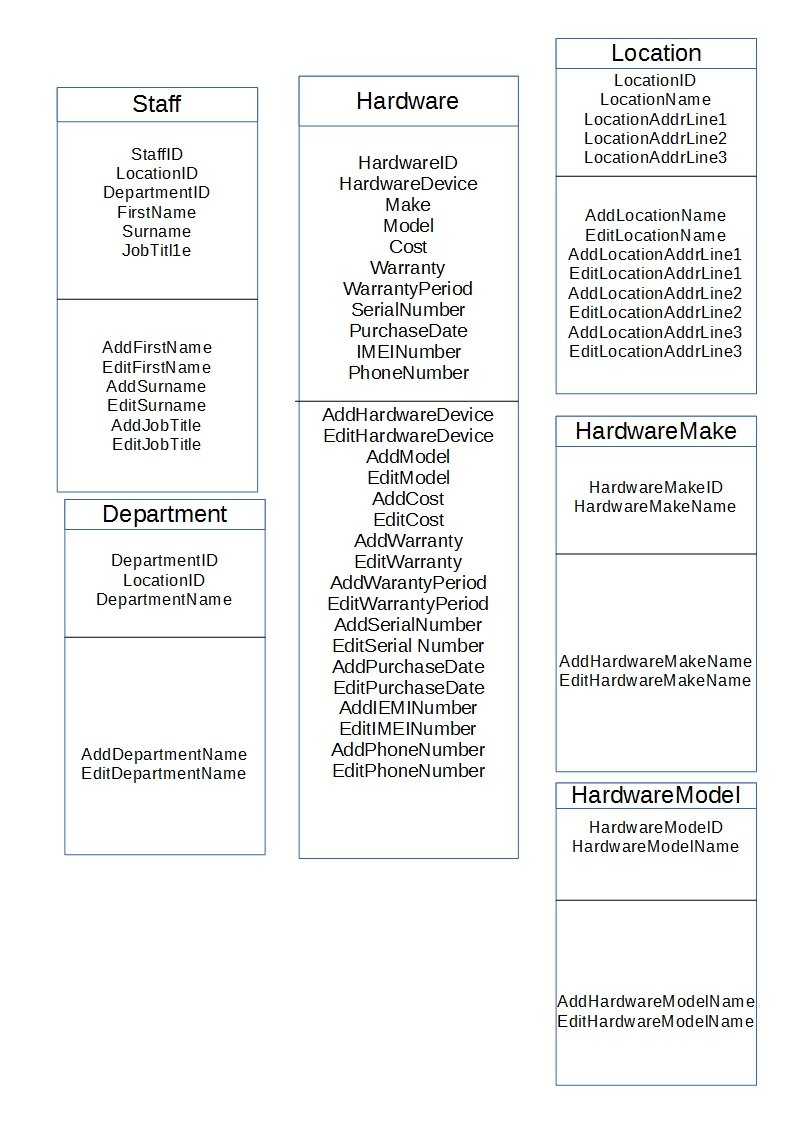 Staff
StaffID
LocationID
DepartmentID
FirstName
Surname
JobTitl1e
AddFirstName
EditFirstName
AddSurname
EditSurname
AddJobTitle
EditJobTitle
Department
DepartmentID
LocationID
DepartmentName
AddDepartmentName
EditDepartmentName
Hardware
HardwareID
HardwareDevice
Make
Model
Cost
Warranty
WarrantyPeriod
SerialNumber
PurchaseDate
IMEINumber
PhoneNumber
AddHardwareDevice
EditHardwareDevice
AddModel
EditModel
AddCost
EditCost
AddWarranty
EditWarranty
AddWarantyPeriod
EditWarrantyPeriod
AddSerialNumber
EditSerial Number
AddPurchaseDate
EditPurchaseDate
AddIEMINumber
EditIMEINumber
AddPhoneNumber
EditPhoneNumber
Location
LocationID
LocationName
LocationAddrLine1
LocationAddrLine2
LocationAddrLine3
AddLocationName
EditLocationName
AddLocationAddrLine1
EditLocationAddrLine1
AddLocationAddrLine2
EditLocationAddrLine2
AddLocationAddrLine3
EditLocationAddrLine3
HardwareMake
HardwareMakeID
HardwareMakeName
AddHardwareMakeName
EditHardwareMakeName
HardwareModel
HardwareModelD
HardwareModelName
AddHardwareModelName
EditHardwareModelName